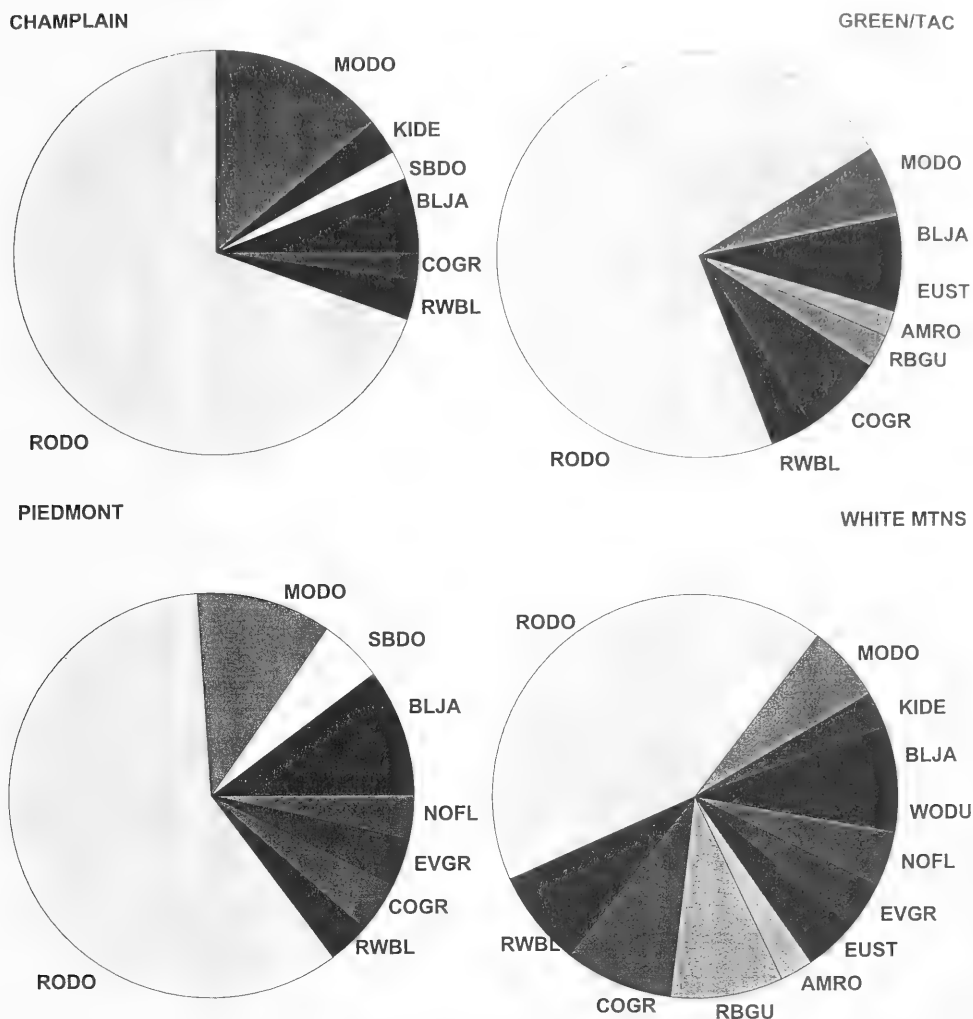 CHAMPLAIN
MODO
KIDE
SBDO
BLJA
COGR
RWBL
RODO
GREEN/TAC
MODO
BLJA
EUST
AMRO
RBGU
COGR
RWBL
RODO
PIEDMONT
MODO
SBDO
BLJA
NOFL
EVGR
COGR
RWBL
RODO
WHITE MTNS
RODO
MODO
KIDE
BLJA
WODU
NOFL
EVGR
EUST
AMRO
RBGU
COGR
RWBL